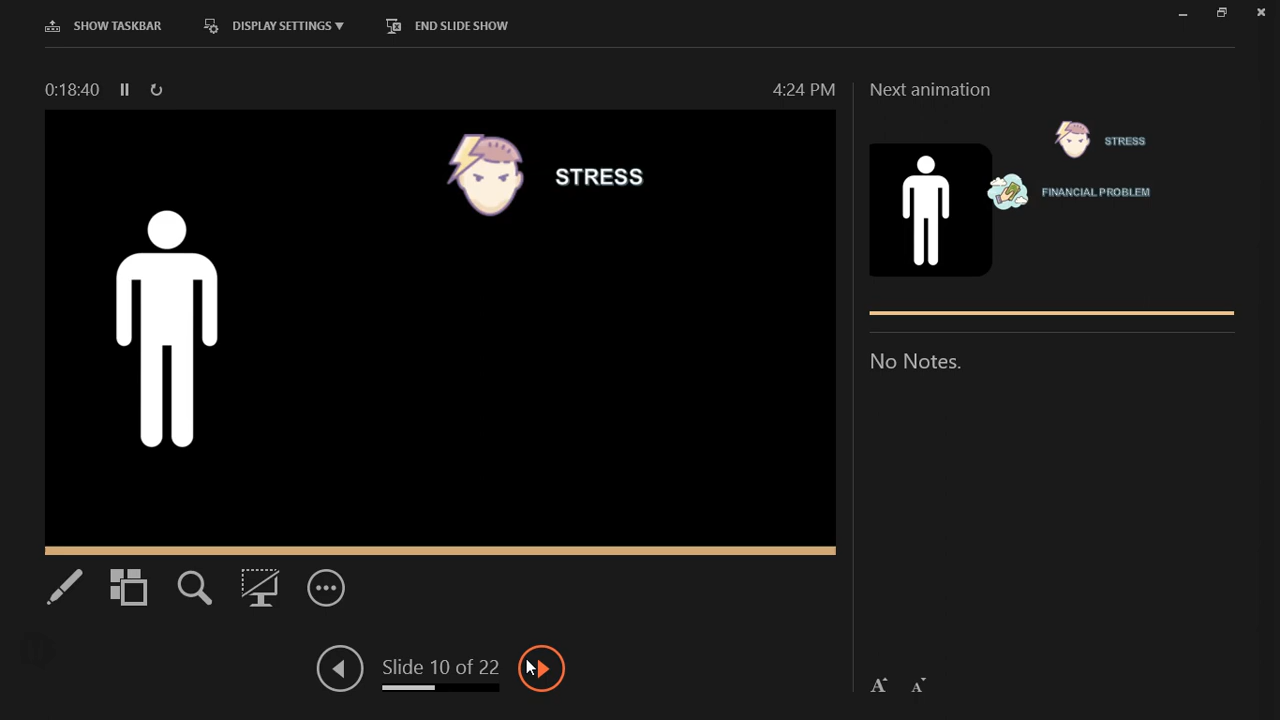 SHOW TASKBAR
DISPLAY SETTINGS ▼
END SLIDE SHOW
0:18:40
4:24 PM
Next animation
STRESS
STRESS
FINANCIAL PROBLEM
No Notes.
Slide 10 of 22
A A